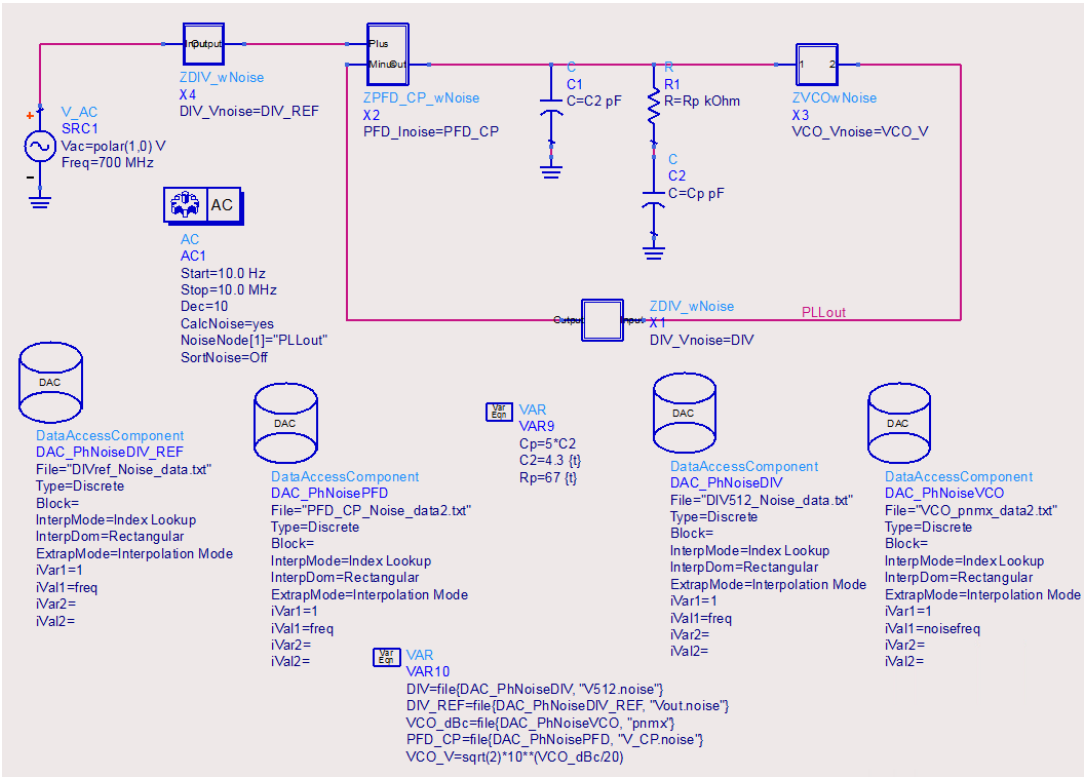 Input
Output
ZDIV_wNoise
X4
DIV_Vnoise=DIV_REF
Plus
Minus
Out
ZPFD_CP_wNoise
X2
PFD_Inoise=PFD_CP
C
C1
C=C2 pF
R
R1
R=Rp kOhm
C
C2
C=Cp pF
1 2
ZVCOwNoise
X3
VCO_Vnoise=VCO_V
+
V_AC
SRC1
Vac=polar(1,0) V
Freq=700 MHz
-
AC
AC
AC1
Start=10.0 Hz
Stop=10.0 MHz
Dec=10
CalcNoise=yes
NoiseNode[1]="PLLout"
SortNoise=Off
ZDIV_wNoise
X1
DIV_Vnoise=DIV
PLLout
DAC
DataAccessComponent
DAC_PhNoiseDIV_REF
File="DIVref_Noise_data.txt"
Type=Discrete
Block=
InterpMode=Index Lookup
InterpDom=Rectangular
ExtrapMode=Interpolation Mode
iVar1=1
iVal1=freq
iVar2=
iVal2=
DAC
DataAccessComponent
DAC_PhNoisePFD
File="PFD_CP_Noise_data2.txt"
Type=Discrete
Block=
InterpMode=Index Lookup
InterpDom=Rectangular
ExtrapMode=Interpolation Mode
iVar1=1
iVal1=freq
iVar2=
iVal2=
Var
Eqn
VAR
VAR9
Cp=5*C2
C2=4.3 {t}
Rp=67 {t}
DAC
DataAccessComponent
DAC_PhNoiseDIV
File="DIV512_Noise_data.txt"
Type=Discrete
Block=
InterpMode=Index Lookup
InterpDom=Rectangular
ExtrapMode=Interpolation Mode
iVar1=1
iVal1=freq
iVar2=
iVal2=
DAC
DataAccessComponent
DAC_PhNoiseVCO
File="VCO_pnmx_data2.txt"
Type=Discrete
Block=
InterpMode=Index Lookup
InterpDom=Rectangular
ExtrapMode=Interpolation Mode
iVar1=1
iVal1=noisefreq
iVar2=
iVal2=
Var
Eqn
VAR
VAR10
DIV=file{DAC_PhNoiseDIV, "V512.noise"}
DIV_REF=file{DAC_PhNoiseDIV_REF, "Vout.noise"}
VCO_dBc=file{DAC_PhNoiseVCO, "pnmx"}
PFD_CP=file{DAC_PhNoisePFD, "V_CP.noise"}
VCO_V=sqrt(2)*10**(VCO_dBc/20)